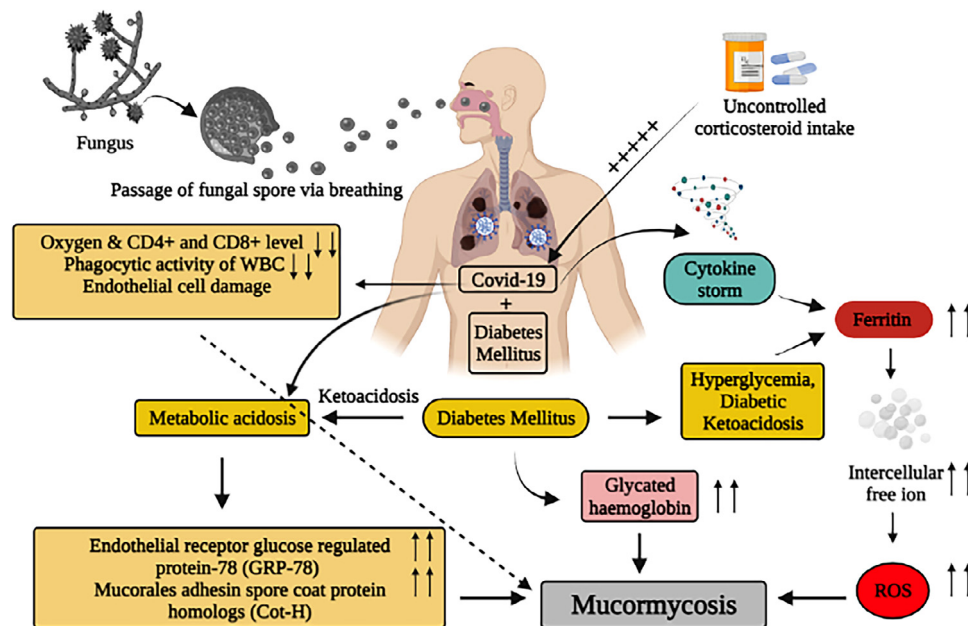 Fungus
Passage of fungal spore via breathing
Uncontrolled
corticosteroid intake
Oxygen & CD4+ and CD8+ level
Phagocytic activity of WBC
Endothelial cell damage
Covid-19
+
Diabetes
Mellitus
Cytokine
storm
Ferritin
Hyperglycemia,
Diabetic
Ketoacidosis
Ketoacidosis
Metabolic acidosis
Diabetes Mellitus
Intercellular
free ion
Glycated
haemoglobin
Endothelial receptor glucose regulated
protein-78 (GRP-78)
Mucorales adhesin spore coat protein
homologs (Cot-H)
Mucormycosis
ROS